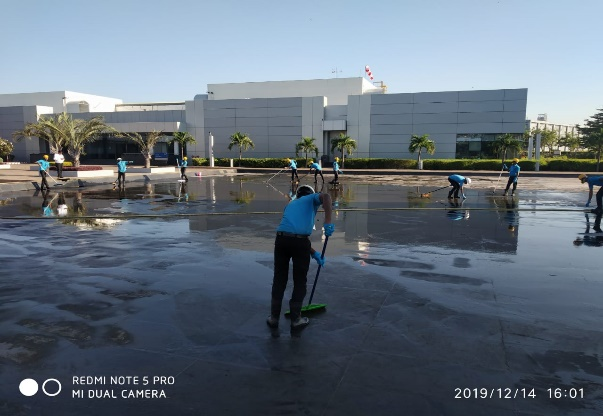 REDMI NOTE 5 PRO
MI DUAL CAMERA
2019/12/14 16:01